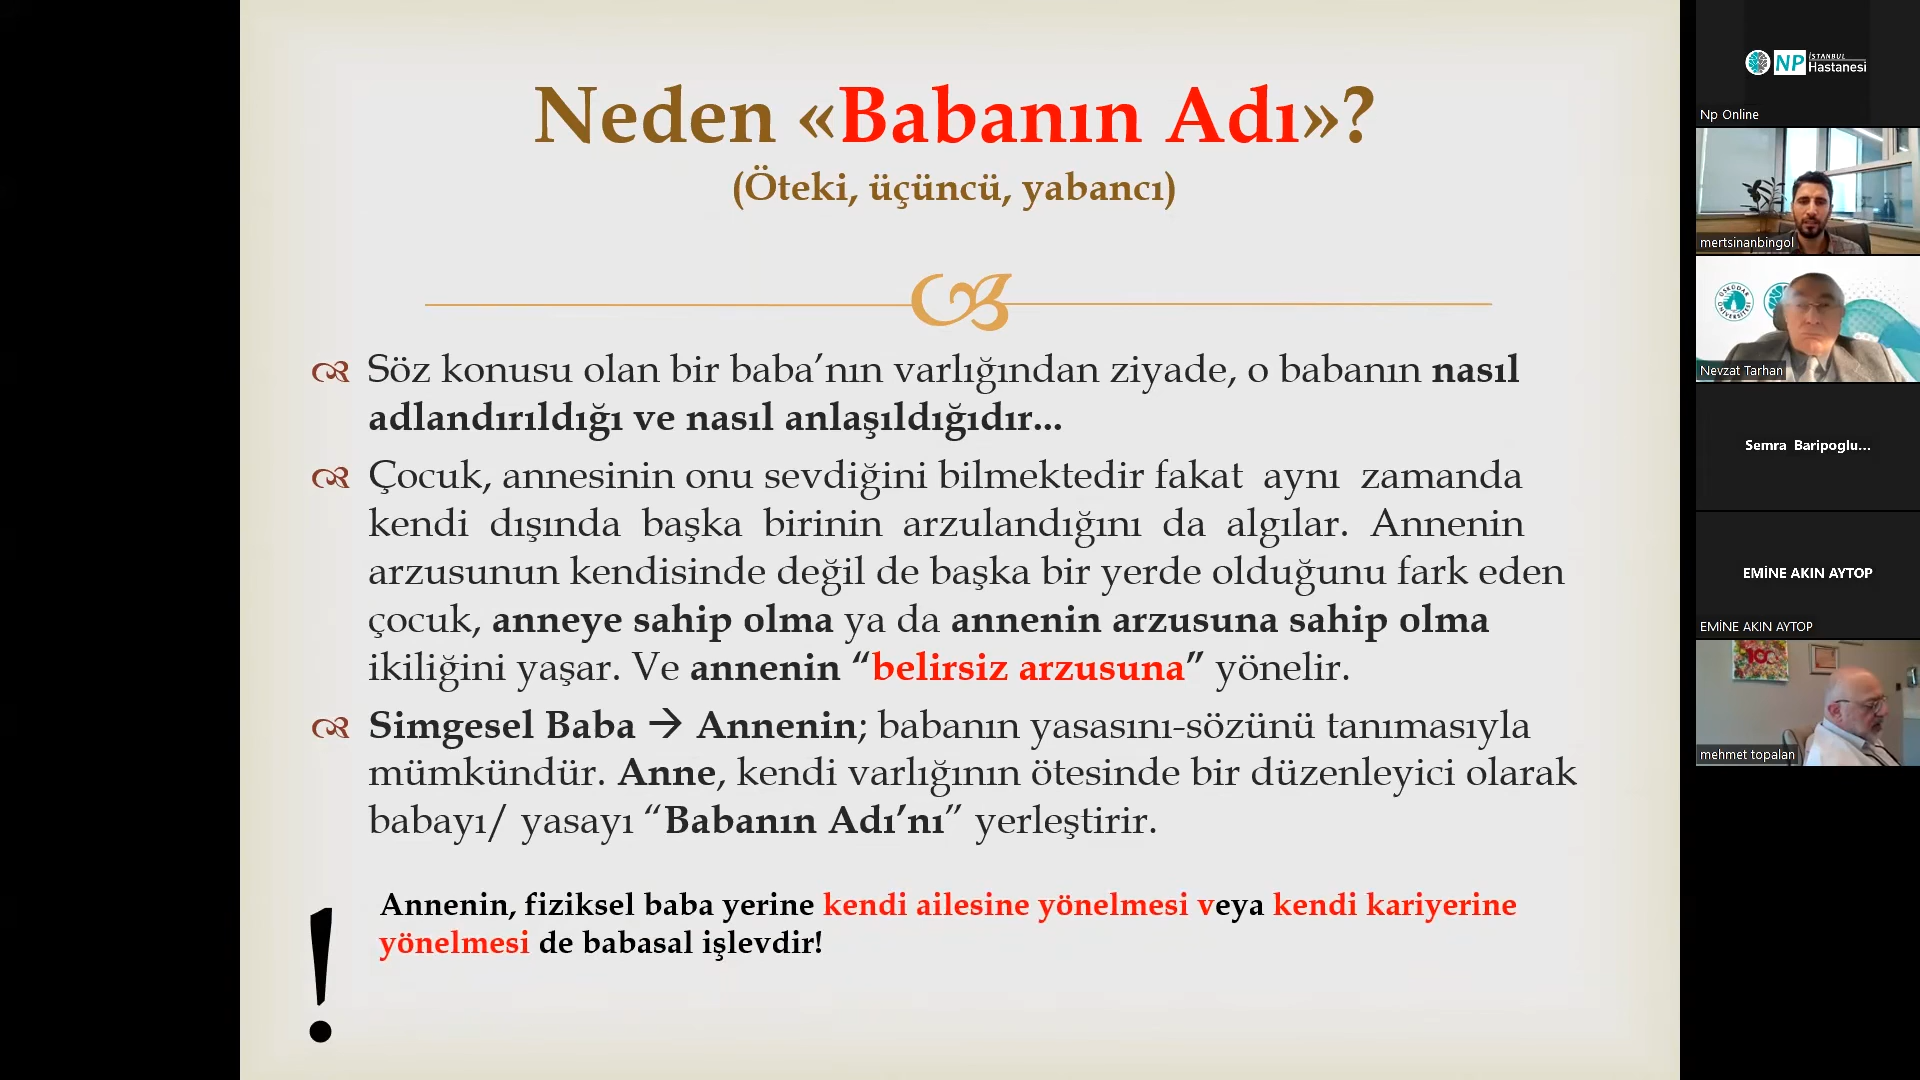 Neden «Babanın Adı»?
(Öteki, üçüncü, yabancı)
Söz konusu olan bir baba’nın varlığından ziyade, o babanın nasıl
adlandırıldığı ve nasıl anlaşıldığıdır...
Çocuk, annesinin onu sevdiğini bilmektedir fakat aynı zamanda
kendi dışında başka birinin arzulandığını da algılar. Annenin
arzusunun kendisinde değil de başka bir yerde olduğunu fark eden
çocuk, anneye sahip olma ya da annenin arzusuna sahip olma
ikiliğini yaşar. Ve annenin “belirsiz arzusuna” yönelir.
Simgesel Baba → Annenin; babanın yasasını-sözünü tanımasıyla
mümkündür. Anne, kendi varlığının ötesinde bir düzenleyici olarak
babayı/ yasayı “Babanın Adı’nı” yerleştirir.
! Annenin, fiziksel baba yerine kendi ailesine yönelmesi veya kendi kariyerine
yönelmesi de babasal işlevdir!
NP İSTANBUL
Hastanesi
Np Online
mertsinanbingol
ÜSKÜDAR ÜNİVERSİTESİ
Nevzat Tarhan
Semra Baripoglu...
EMİNE AKIN AYTOP
EMİNE AKIN AYTOP
mehmet topalan